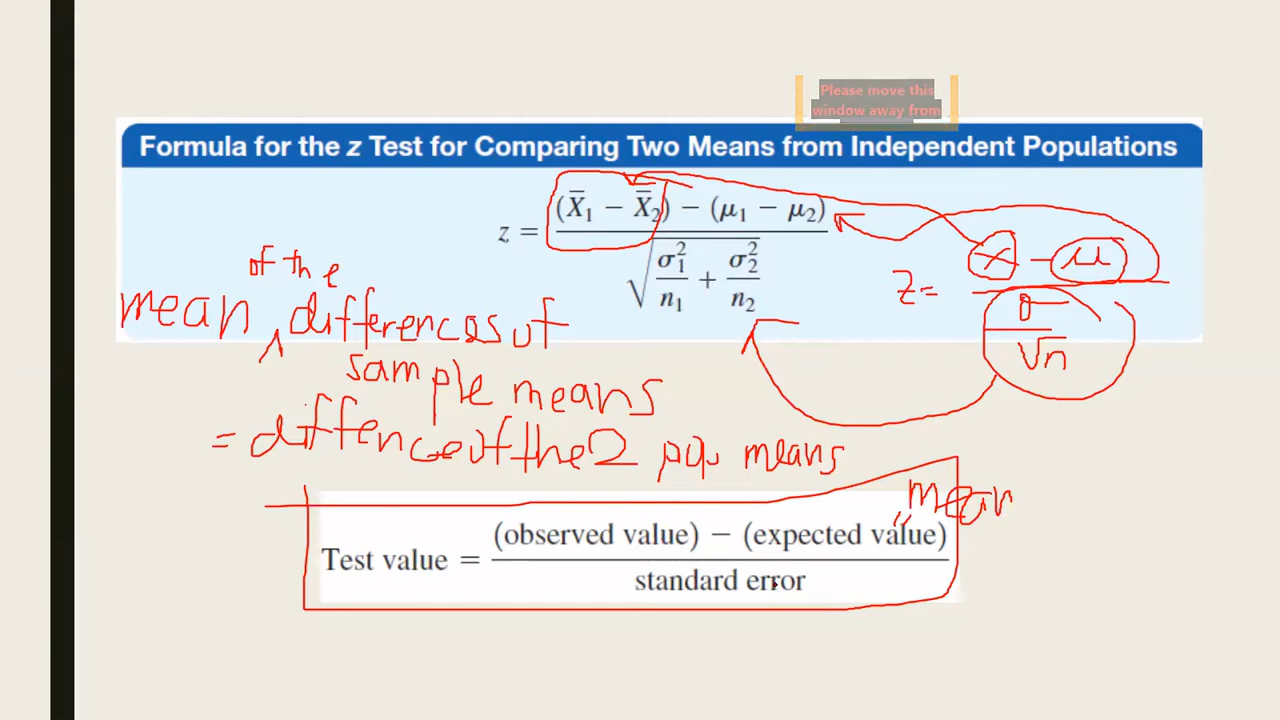 Please move this
window away from
Formula for the z Test for Comparing Two Means from Independent Populations
z = ((X̄₁ − X̄₂) − (μ₁ − μ₂)) / √(σ₁²/n₁ + σ₂²/n₂)
z = (x − μ) / (σ/√n)
of the
mean ∧ differences of
sample means
= diffence of the 2 pop means
"mean
Test value = ((observed value) − (expected value)) / standard error